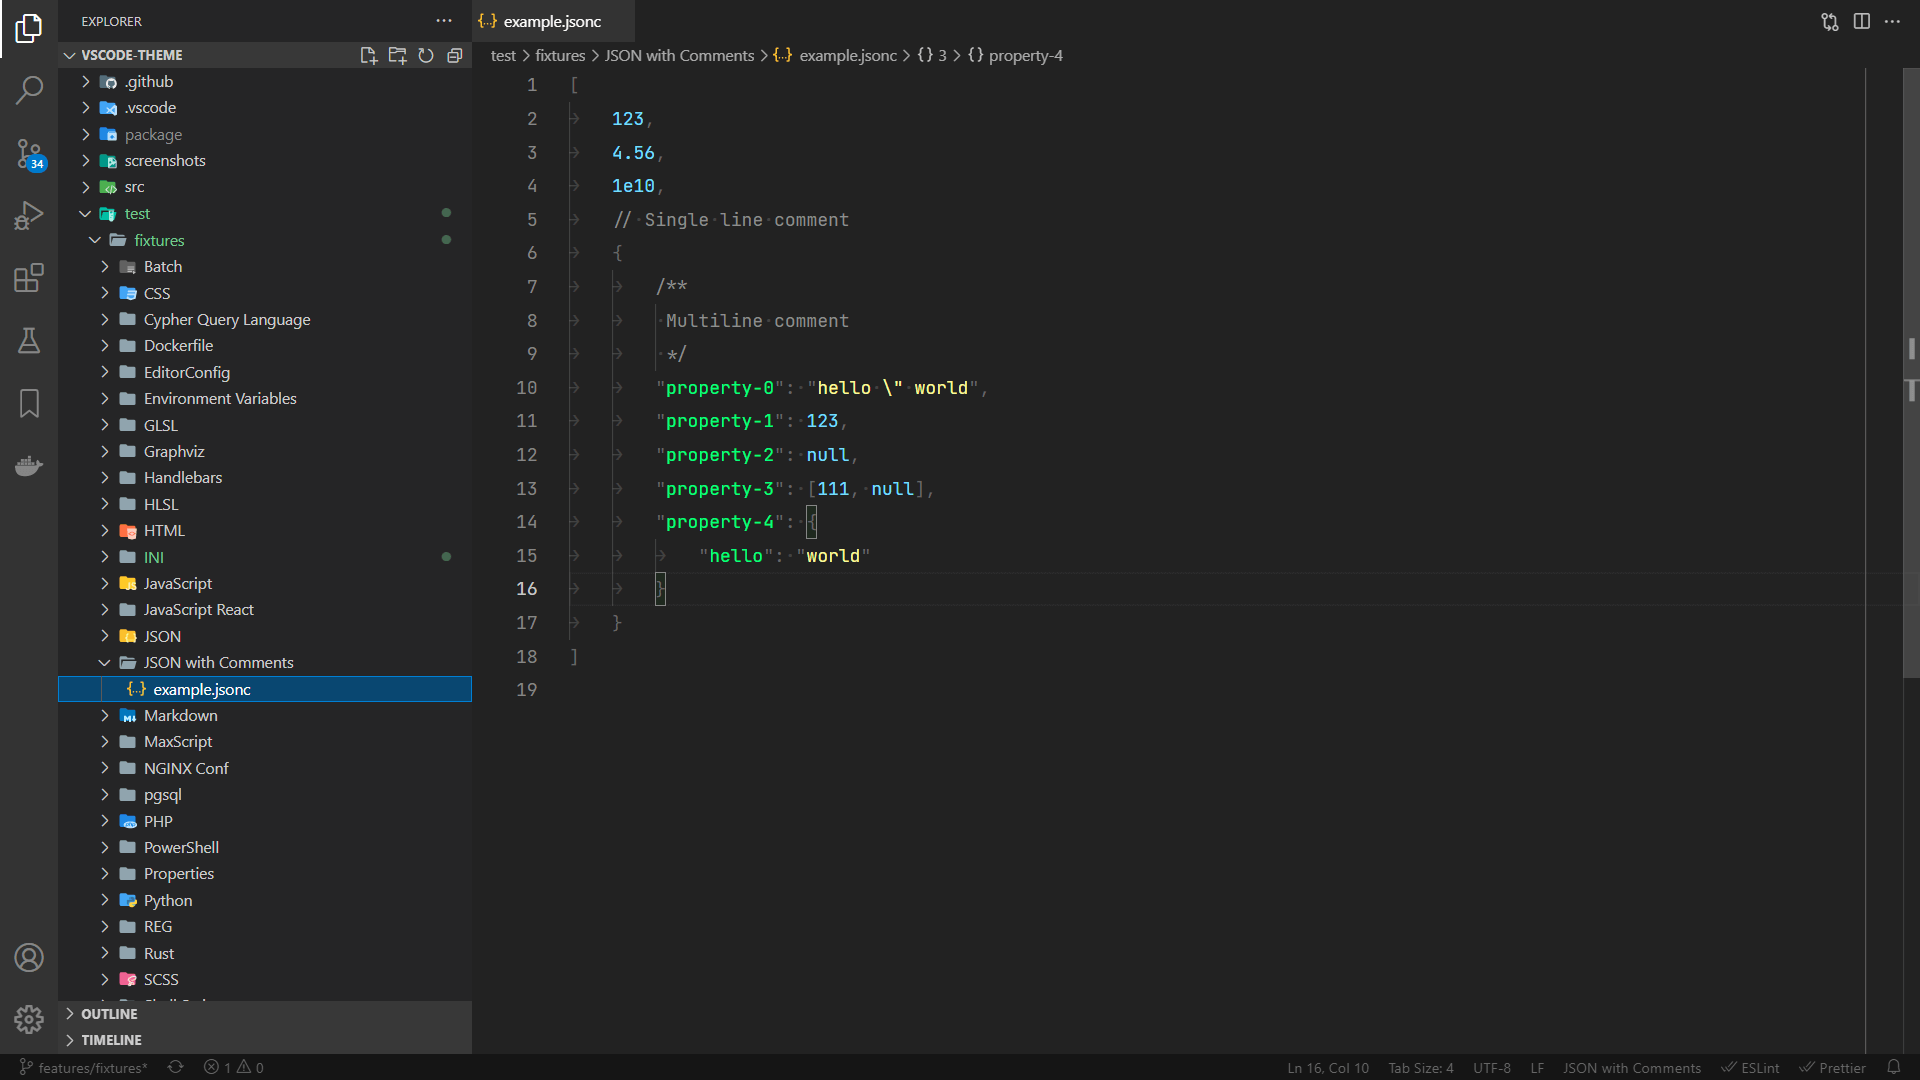 EXPLORER
VSCODE-THEME
.github
.vscode
package
screenshots
src
test
fixtures
Batch
CSS
Cypher Query Language
Dockerfile
EditorConfig
Environment Variables
GLSL
Graphviz
Handlebars
HLSL
HTML
INI
JavaScript
JavaScript React
JSON
JSON with Comments
example.jsonc
Markdown
MaxScript
NGINX Conf
pgsql
PHP
PowerShell
Properties
Python
REG
Rust
SCSS
OUTLINE
TIMELINE
34
example.jsonc
test > fixtures > JSON with Comments > {..} example.jsonc > {} 3 > {} property-4
1 [
2 123,
3 4.56,
4 1e10,
5 // Single line comment
6 {
7 /**
8 Multiline comment
9 */
10 "property-0": "hello \" world",
11 "property-1": 123,
12 "property-2": null,
13 "property-3": [111, null],
14 "property-4": {
15 "hello": "world"
16 }
17 }
18 ]
19
features/fixtures* 1 0
Ln 16, Col 10 Tab Size: 4 UTF-8 LF JSON with Comments ESLint Prettier